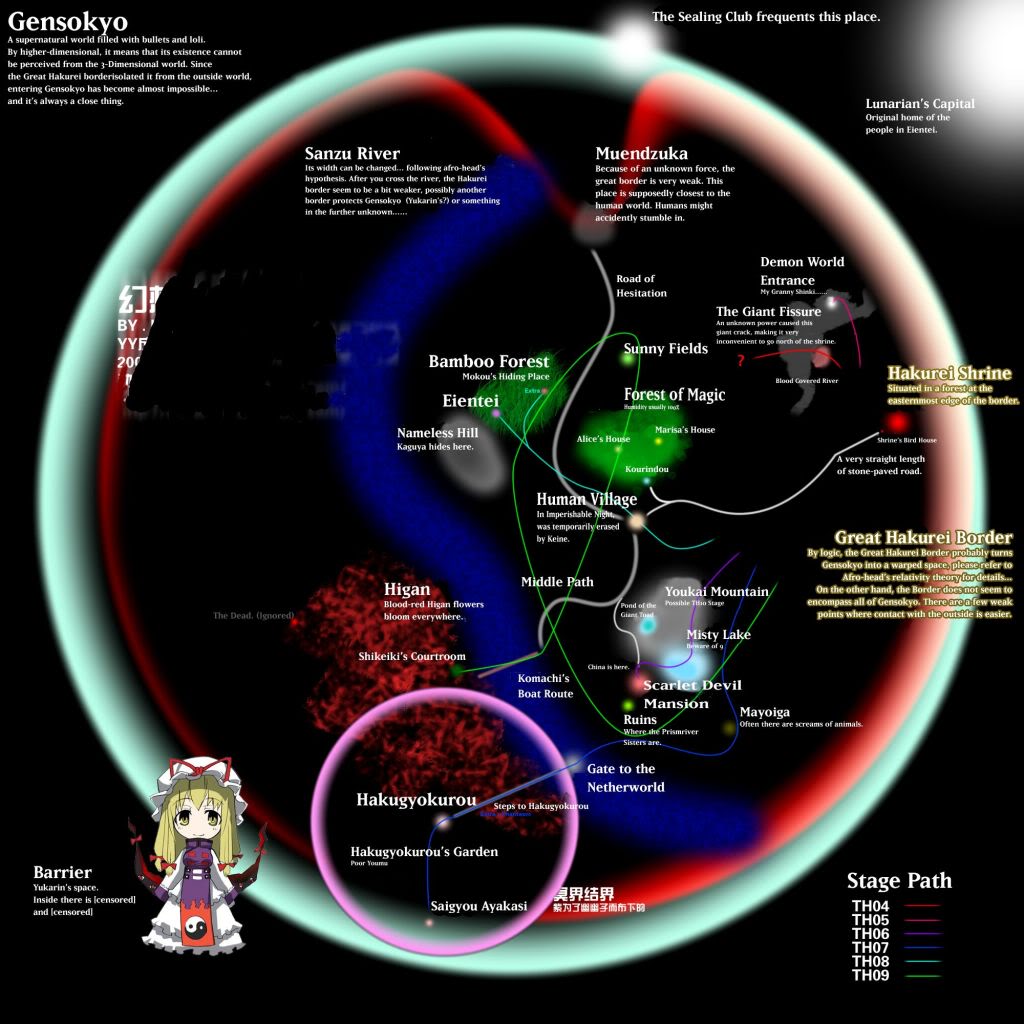 Gensokyo
A supernatural world filled with bullets and loli.
By higher-dimensional, it means that its existence cannot
be perceived from the 3-Dimensional world. Since
the Great Hakurei borderisolated it from the outside world,
entering Gensokyo has become almost impossible...
and it's always a close thing.
The Sealing Club frequents this place.
Lunarian's Capital
Original home of the
people in Eientei.
Sanzu River
Its width can be changed... following afro-head's
hypothesis. After you cross the river, the Hakurei
border seem to be a bit weaker, possibly another
border protects Gensokyo (Yukarin's?) or something
in the further unknown......
Muendzuka
Because of an unknown force, the
great border is very weak. This
place is supposedly closest to the
human world. Humans might
accidently stumble in.
Road of
Hesitation
Demon World
Entrance
My Granny Shinki......
The Giant Fissure
An unknown power caused this
giant crack, making it very
inconvenient to go north of the shrine.
?
Blood Covered River
幻
BY .
Sunny Fields
Bamboo Forest
Mokou's Hiding Place
Extra
Eientei
Forest of Magic
Humidity usually 100%
Hakurei Shrine
Situated in a forest at the
easternmost edge of the border.
Shrine's Bird House
A very straight length
of stone-paved road.
Nameless Hill
Kaguya hides here.
Alice's House
Marisa's House
Kourindou
Human Village
In Imperishable Night,
was temporarily erased
by Keine.
Great Hakurei Border
By logic, the Great Hakurei Border probably turns
Gensokyo into a warped space, please refer to
Afro-head's relativity theory for details...
On the other hand, the Border does not seem to
encompass all of Gensokyo. There are a few weak
points where contact with the outside is easier.
Middle Path
Higan
Blood-red Higan flowers
bloom everywhere.
The Dead. (Ignored)
Youkai Mountain
Possible Th10 Stage
Pond of the
Giant Toad
Misty Lake
Beware of 9
Shikeiki's Courtroom
China is here.
Komachi's
Boat Route
Scarlet Devil
Mansion
Ruins
Where the Prismriver
Sisters are.
Mayoiga
Often there are screams of animals.
Gate to the
Netherworld
Hakugyokurou
Steps to Hakugyokurou
Hakugyokurou's Garden
Poor Youmu
Saigyou Ayakasi
冥界结界
紫为了幽幽子而布下的
Barrier
Yukarin's space.
Inside there is [censored]
and [censored]
Stage Path
TH04
TH05
TH06
TH07
TH08
TH09